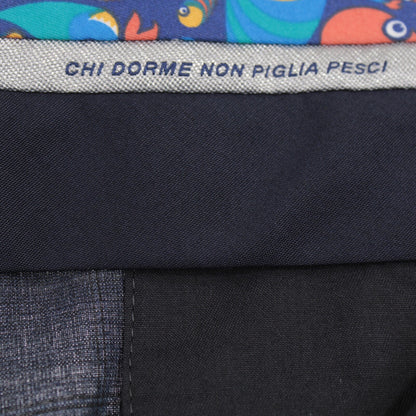 CHI DORME NON PIGLIA PESCI